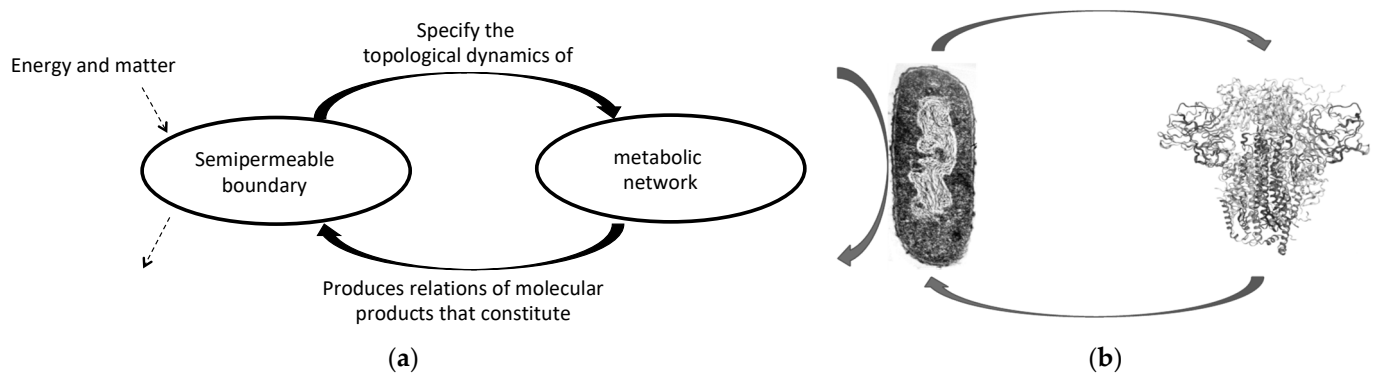 Specify the
topological dynamics of
Energy and matter
Semipermeable
boundary
metabolic
network
Produces relations of molecular
products that constitute
(a)
(b)